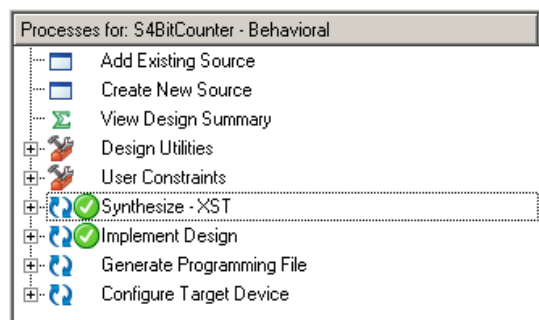 Processes for: S4BitCounter - Behavioral
Add Existing Source
Create New Source
View Design Summary
Design Utilities
User Constraints
Synthesize - XST
Implement Design
Generate Programming File
Configure Target Device